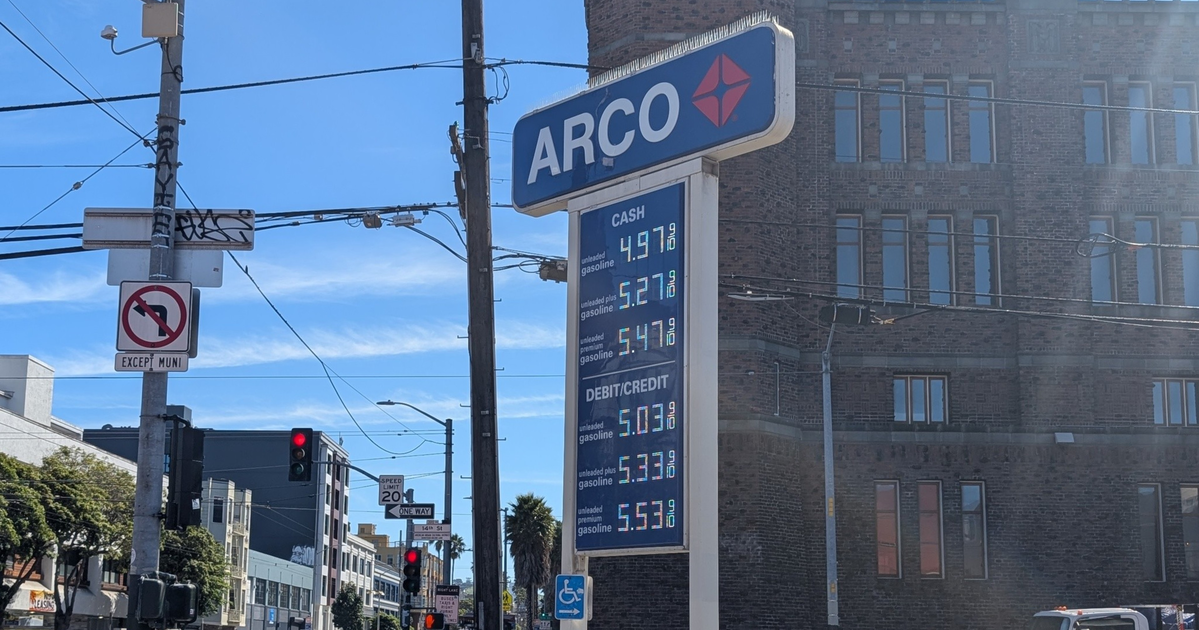 ARCO
CASH
unleaded
gasoline
4.97 9/10
unleaded plus
gasoline
5.27 9/10
unleaded
premium
gasoline
5.47 9/10
DEBIT/CREDIT
unleaded
gasoline
5.03 9/10
unleaded plus
gasoline
5.33 9/10
unleaded
premium
gasoline
5.53 9/10
EXCEPT MUNI
SPEED
LIMIT
20
ONE WAY
14th St